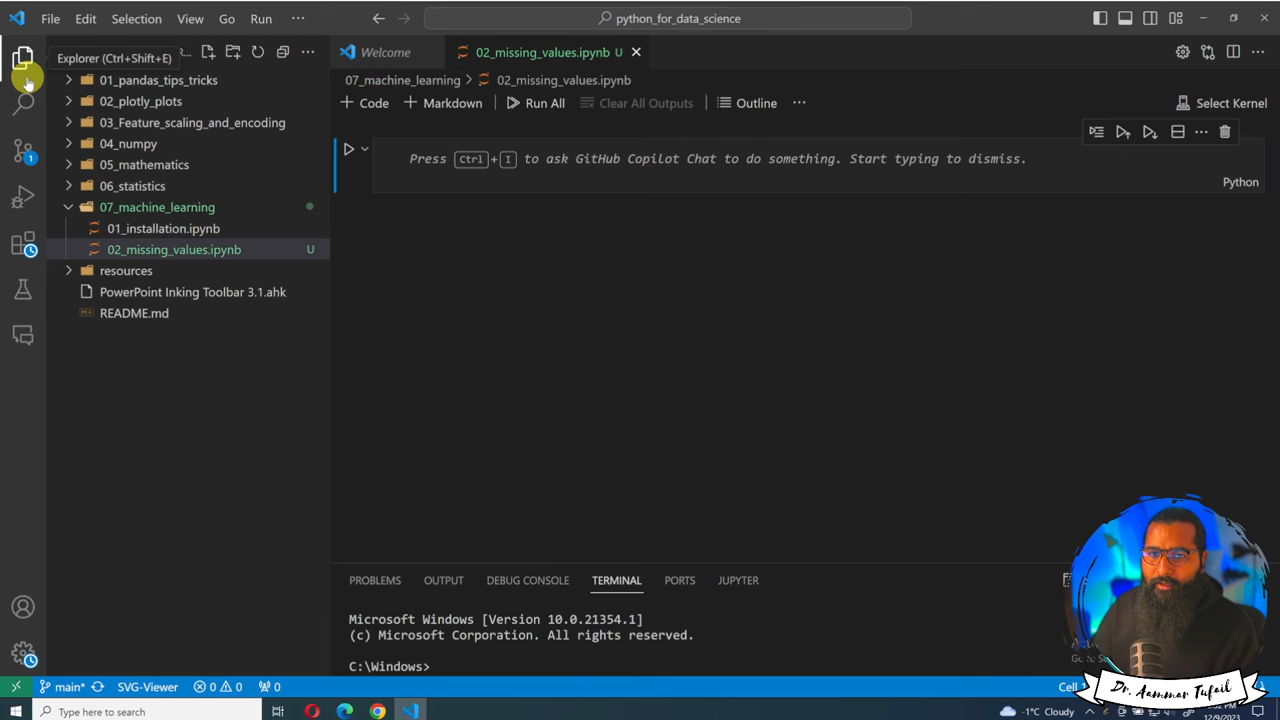 File Edit Selection View Go Run ··· python_for_data_science
Explorer (Ctrl+Shift+E)
01_pandas_tips_tricks
02_plotly_plots
03_Feature_scaling_and_encoding
04_numpy
05_mathematics
06_statistics
07_machine_learning
01_installation.ipynb
02_missing_values.ipynb U
resources
PowerPoint Inking Toolbar 3.1.ahk
README.md
1
Welcome 02_missing_values.ipynb U
07_machine_learning > 02_missing_values.ipynb
+ Code + Markdown Run All Clear All Outputs Outline ··· Select Kernel
Press Ctrl + I to ask GitHub Copilot Chat to do something. Start typing to dismiss.
Python
PROBLEMS OUTPUT DEBUG CONSOLE TERMINAL PORTS JUPYTER
Microsoft Windows [Version 10.0.21354.1]
(c) Microsoft Corporation. All rights reserved.
C:\Windows>
main* SVG-Viewer 0 0 0 Cell
Dr. Aammar Tufail
Type here to search
-1°C Cloudy
12/9/2023